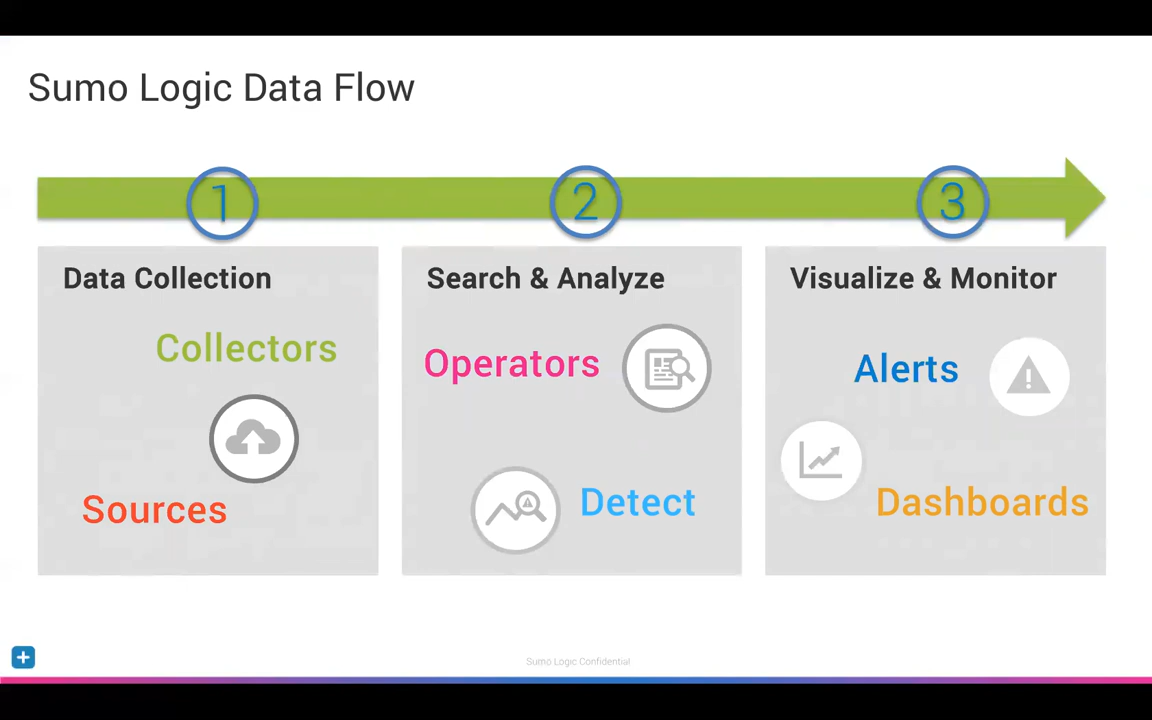 Sumo Logic Data Flow
1
2
3
Data Collection
Collectors
Sources
Search & Analyze
Operators
Detect
Visualize & Monitor
Alerts
Dashboards
Sumo Logic Confidential